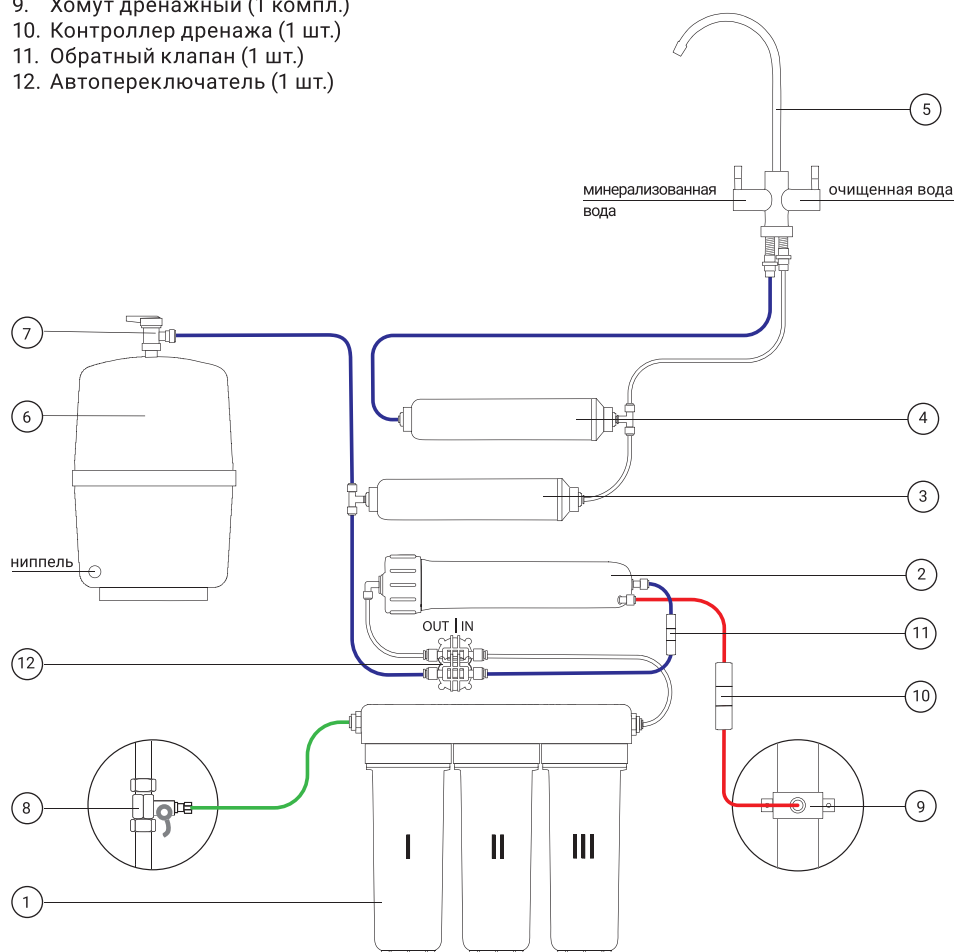 9. Хомут дренажный (1 компл.)
10. Контроллер дренажа (1 шт.)
11. Обратный клапан (1 шт.)
12. Автопереключатель (1 шт.)
5
минерализованная
вода
очищенная вода
7
6
4
3
ниппель
2
OUT | IN
11
12
10
8
9
I
II
III
1